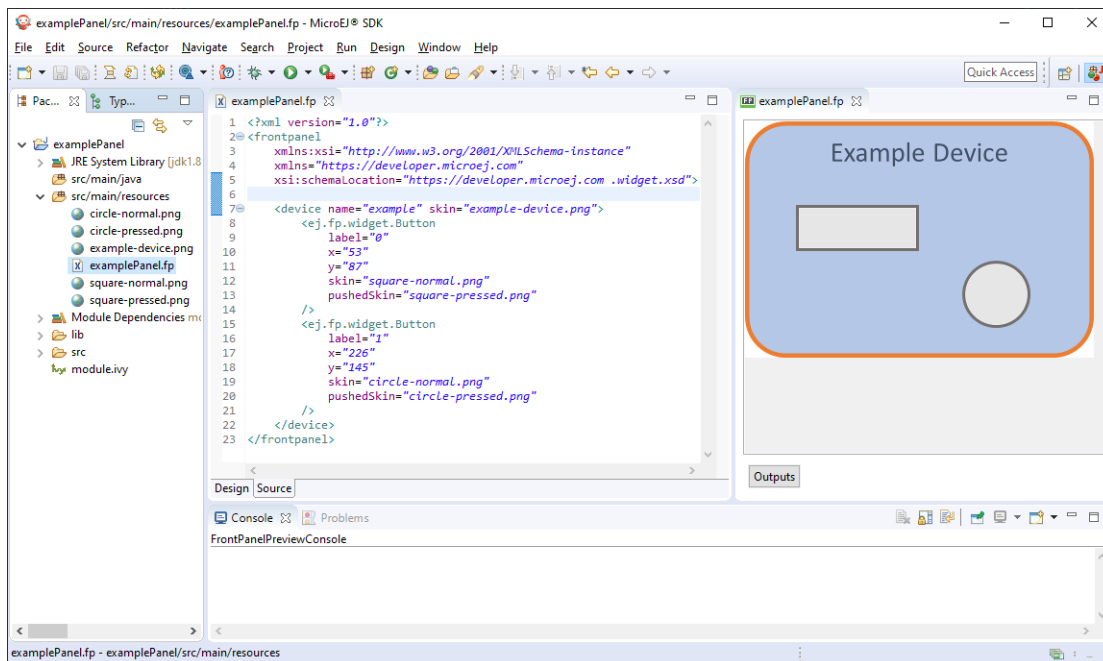 examplePanel/src/main/resources/examplePanel.fp - MicroEJ® SDK
File Edit Source Refactor Navigate Search Project Run Design Window Help
Quick Access
Pac...
Typ...
examplePanel
JRE System Library [jdk1.8
src/main/java
src/main/resources
circle-normal.png
circle-pressed.png
example-device.png
examplePanel.fp
square-normal.png
square-pressed.png
Module Dependencies
lib
src
module.ivy
examplePanel.fp
1 <?xml version="1.0"?>
2 <frontpanel
3 xmlns:xsi="http://www.w3.org/2001/XMLSchema-instance"
4 xmlns="https://developer.microej.com"
5 xsi:schemaLocation="https://developer.microej.com .widget.xsd">
6
7 <device name="example" skin="example-device.png">
8 <ej.fp.widget.Button
9 label="0"
10 x="53"
11 y="87"
12 skin="square-normal.png"
13 pushedSkin="square-pressed.png"
14 />
15 <ej.fp.widget.Button
16 label="1"
17 x="226"
18 y="145"
19 skin="circle-normal.png"
20 pushedSkin="circle-pressed.png"
21 />
22 </device>
23 </frontpanel>
Design Source
examplePanel.fp
Example Device
Outputs
Console Problems
FrontPanelPreviewConsole
examplePanel.fp - examplePanel/src/main/resources